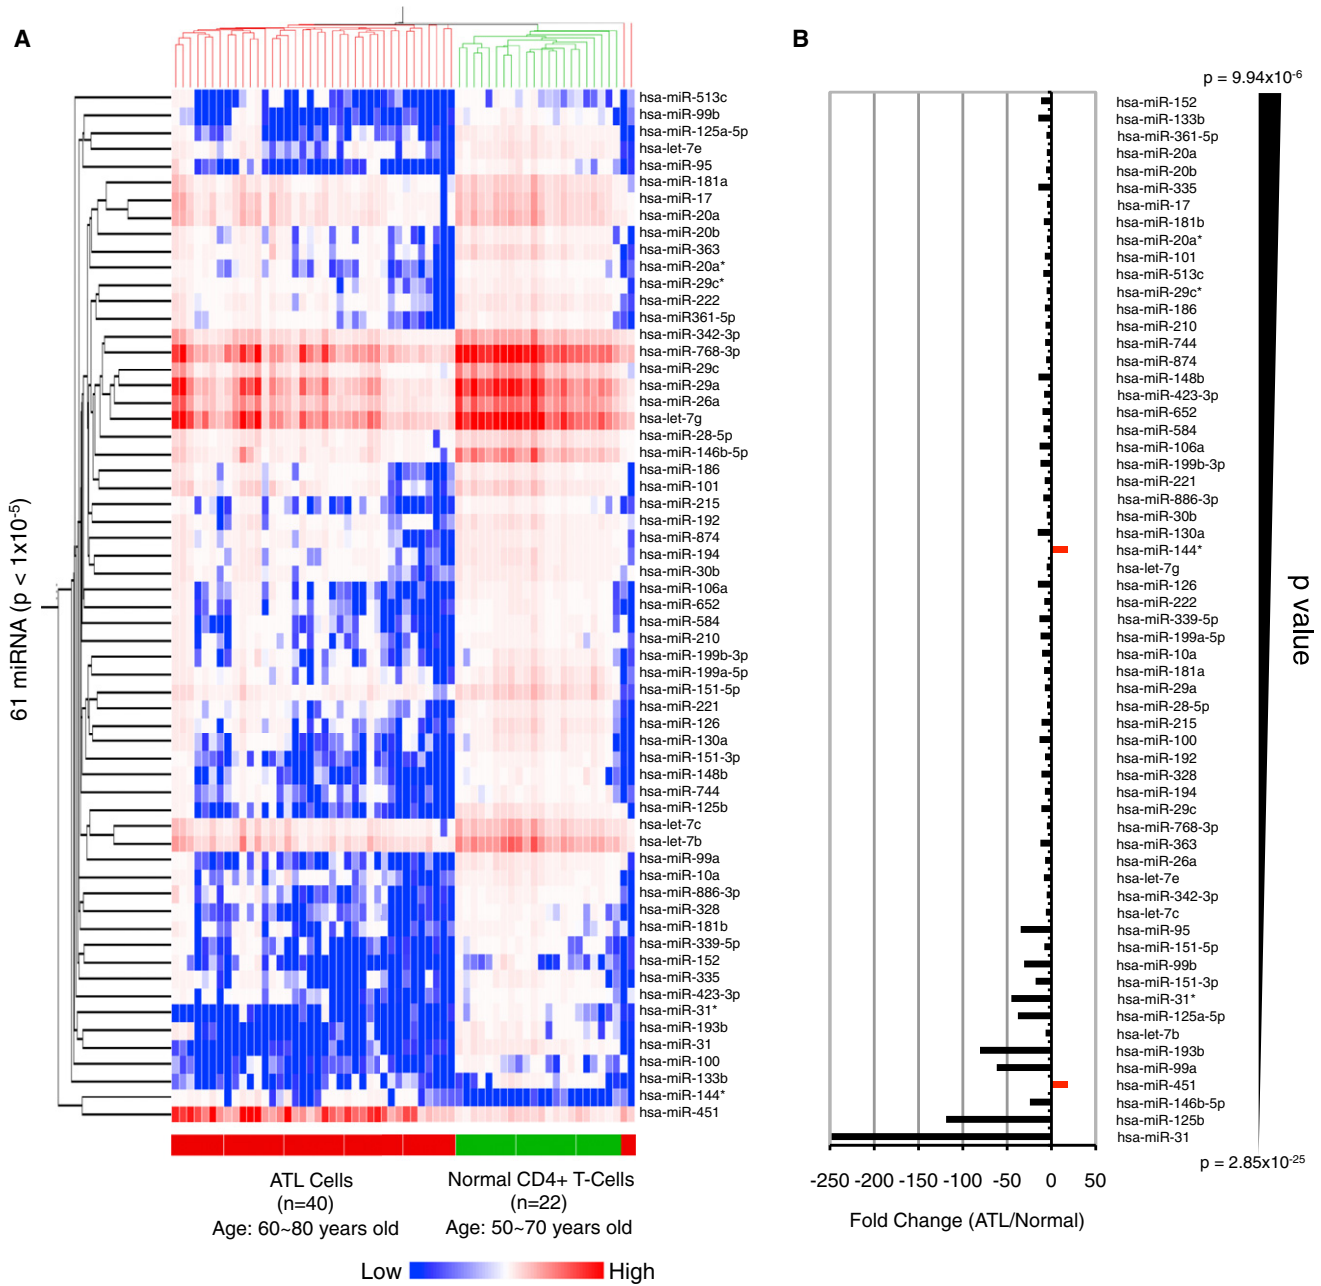 A
61 miRNA (p < 1x10-5)
hsa-miR-513c
hsa-miR-99b
hsa-miR-125a-5p
hsa-let-7e
hsa-miR-95
hsa-miR-181a
hsa-miR-17
hsa-miR-20a
hsa-miR-20b
hsa-miR-363
hsa-miR-20a*
hsa-miR-29c*
hsa-miR-222
hsa-miR361-5p
hsa-miR-342-3p
hsa-miR-768-3p
hsa-miR-29c
hsa-miR-29a
hsa-miR-26a
hsa-let-7g
hsa-miR-28-5p
hsa-miR-146b-5p
hsa-miR-186
hsa-miR-101
hsa-miR-215
hsa-miR-192
hsa-miR-874
hsa-miR-194
hsa-miR-30b
hsa-miR-106a
hsa-miR-652
hsa-miR-584
hsa-miR-210
hsa-miR-199b-3p
hsa-miR-199a-5p
hsa-miR-151-5p
hsa-miR-221
hsa-miR-126
hsa-miR-130a
hsa-miR-151-3p
hsa-miR-148b
hsa-miR-744
hsa-miR-125b
hsa-let-7c
hsa-let-7b
hsa-miR-99a
hsa-miR-10a
hsa-miR-886-3p
hsa-miR-328
hsa-miR-181b
hsa-miR-339-5p
hsa-miR-152
hsa-miR-335
hsa-miR-423-3p
hsa-miR-31*
hsa-miR-193b
hsa-miR-31
hsa-miR-100
hsa-miR-133b
hsa-miR-144*
hsa-miR-451
ATL Cells
(n=40)
Age: 60~80 years old
Normal CD4+ T-Cells
(n=22)
Age: 50~70 years old
Low High
B
p = 9.94x10-6
hsa-miR-152
hsa-miR-133b
hsa-miR-361-5p
hsa-miR-20a
hsa-miR-20b
hsa-miR-335
hsa-miR-17
hsa-miR-181b
hsa-miR-20a*
hsa-miR-101
hsa-miR-513c
hsa-miR-29c*
hsa-miR-186
hsa-miR-210
hsa-miR-744
hsa-miR-874
hsa-miR-148b
hsa-miR-423-3p
hsa-miR-652
hsa-miR-584
hsa-miR-106a
hsa-miR-199b-3p
hsa-miR-221
hsa-miR-886-3p
hsa-miR-30b
hsa-miR-130a
hsa-miR-144*
hsa-let-7g
hsa-miR-126
hsa-miR-222
hsa-miR-339-5p
hsa-miR-199a-5p
hsa-miR-10a
hsa-miR-181a
hsa-miR-29a
hsa-miR-28-5p
hsa-miR-215
hsa-miR-100
hsa-miR-192
hsa-miR-328
hsa-miR-194
hsa-miR-29c
hsa-miR-768-3p
hsa-miR-363
hsa-miR-26a
hsa-let-7e
hsa-miR-342-3p
hsa-let-7c
hsa-miR-95
hsa-miR-151-5p
hsa-miR-99b
hsa-miR-151-3p
hsa-miR-31*
hsa-miR-125a-5p
hsa-let-7b
hsa-miR-193b
hsa-miR-99a
hsa-miR-451
hsa-miR-146b-5p
hsa-miR-125b
hsa-miR-31
p value
p = 2.85x10-25
-250 -200 -150 -100 -50 0 50
Fold Change (ATL/Normal)